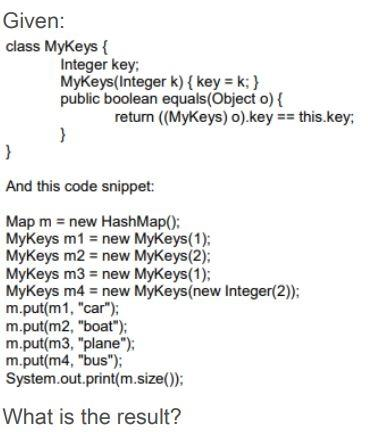 Given:
class MyKeys {
Integer key;
MyKeys(Integer k) { key = k; }
public boolean equals(Object o) {
return ((MyKeys) o).key == this.key;
}
}
And this code snippet:
Map m = new HashMap();
MyKeys m1 = new MyKeys(1);
MyKeys m2 = new MyKeys(2);
MyKeys m3 = new MyKeys(1);
MyKeys m4 = new MyKeys(new Integer(2));
m.put(m1, "car");
m.put(m2, "boat");
m.put(m3, "plane");
m.put(m4, "bus");
System.out.print(m.size());
What is the result?